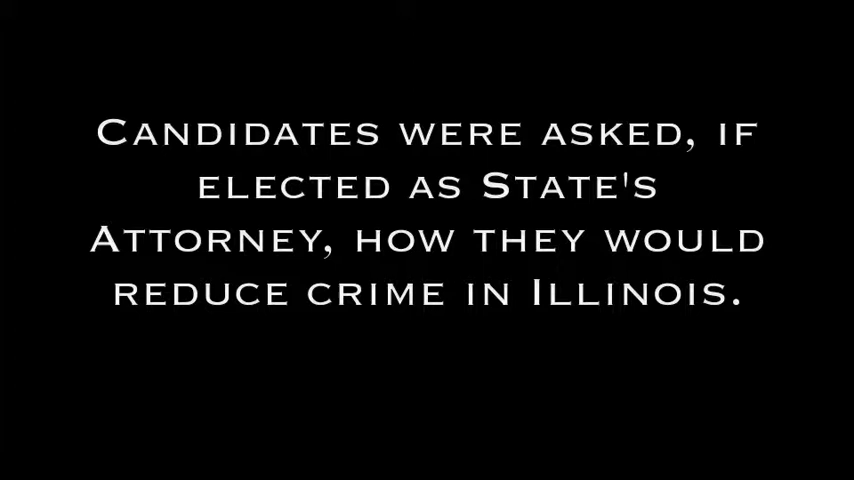 Candidates were asked, if
elected as State's
Attorney, how they would
reduce crime in Illinois.